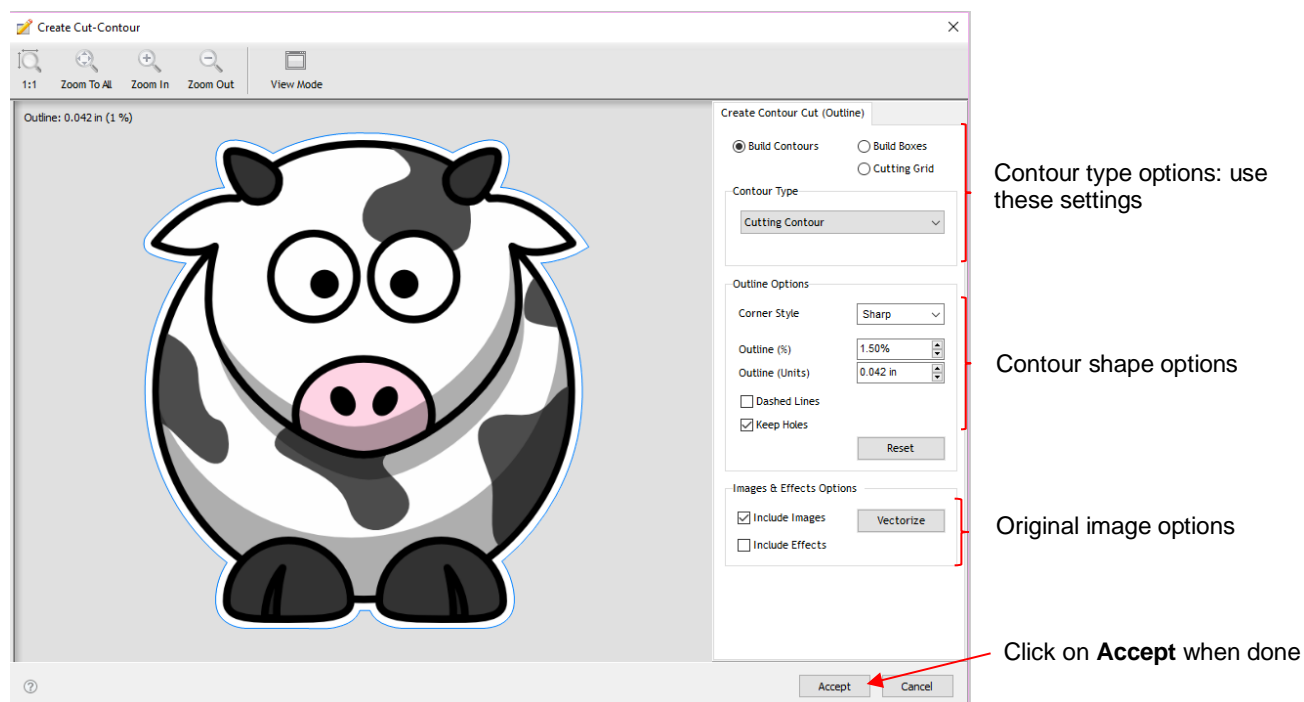 Create Cut-Contour
1:1 Zoom To All Zoom In Zoom Out View Mode
Outline: 0.042 in (1 %)
Create Contour Cut (Outline)
Build Contours Build Boxes
Cutting Grid
Contour Type
Cutting Contour
Contour type options: use
these settings
Outline Options
Corner Style Sharp
Outline (%) 1.50%
Outline (Units) 0.042 in
Dashed Lines
Keep Holes
Reset
Contour shape options
Images & Effects Options
Include Images Vectorize
Include Effects
Original image options
Click on Accept when done
? Accept Cancel